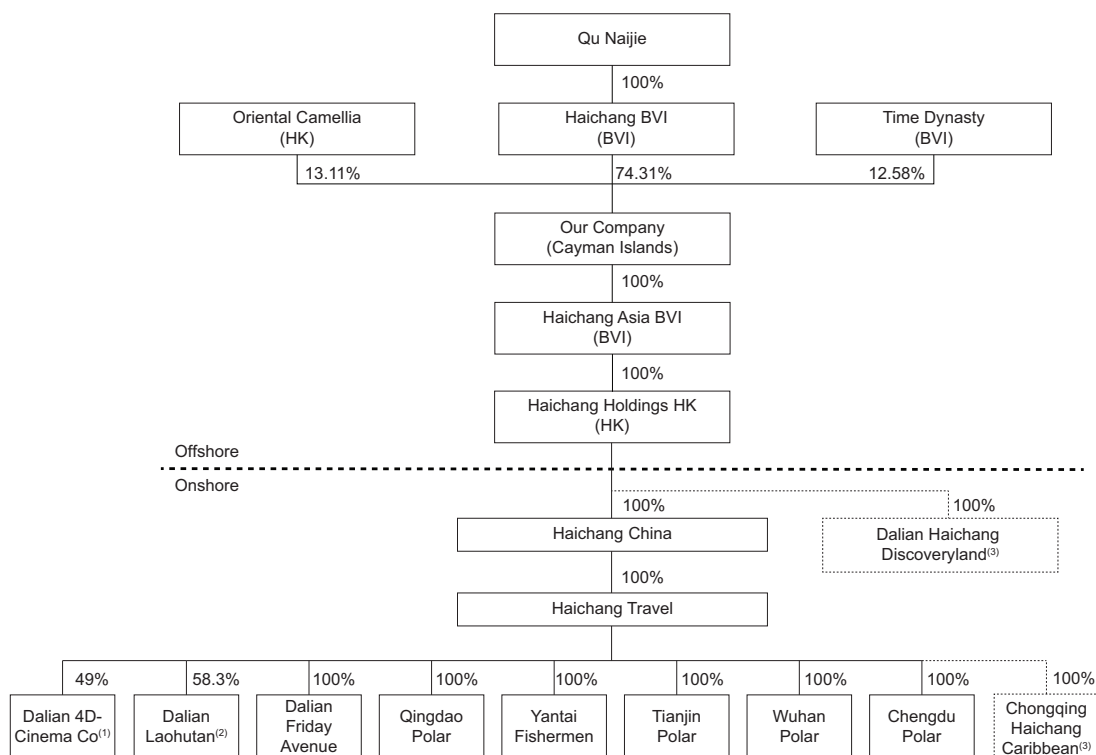 Qu Naijie
100%
Oriental Camellia
(HK)
Haichang BVI
(BVI)
Time Dynasty
(BVI)
13.11%
74.31%
12.58%
Our Company
(Cayman Islands)
100%
Haichang Asia BVI
(BVI)
100%
Haichang Holdings HK
(HK)
Offshore
Onshore
100%
100%
Haichang China
Dalian Haichang
Discoveryland(3)
100%
Haichang Travel
49%
58.3%
100%
100%
100%
100%
100%
100%
100%
Dalian 4D-
Cinema Co(1)
Dalian
Laohutan(2)
Dalian
Friday
Avenue
Qingdao
Polar
Yantai
Fishermen
Tianjin
Polar
Wuhan
Polar
Chengdu
Polar
Chongqing
Haichang
Caribbean(3)